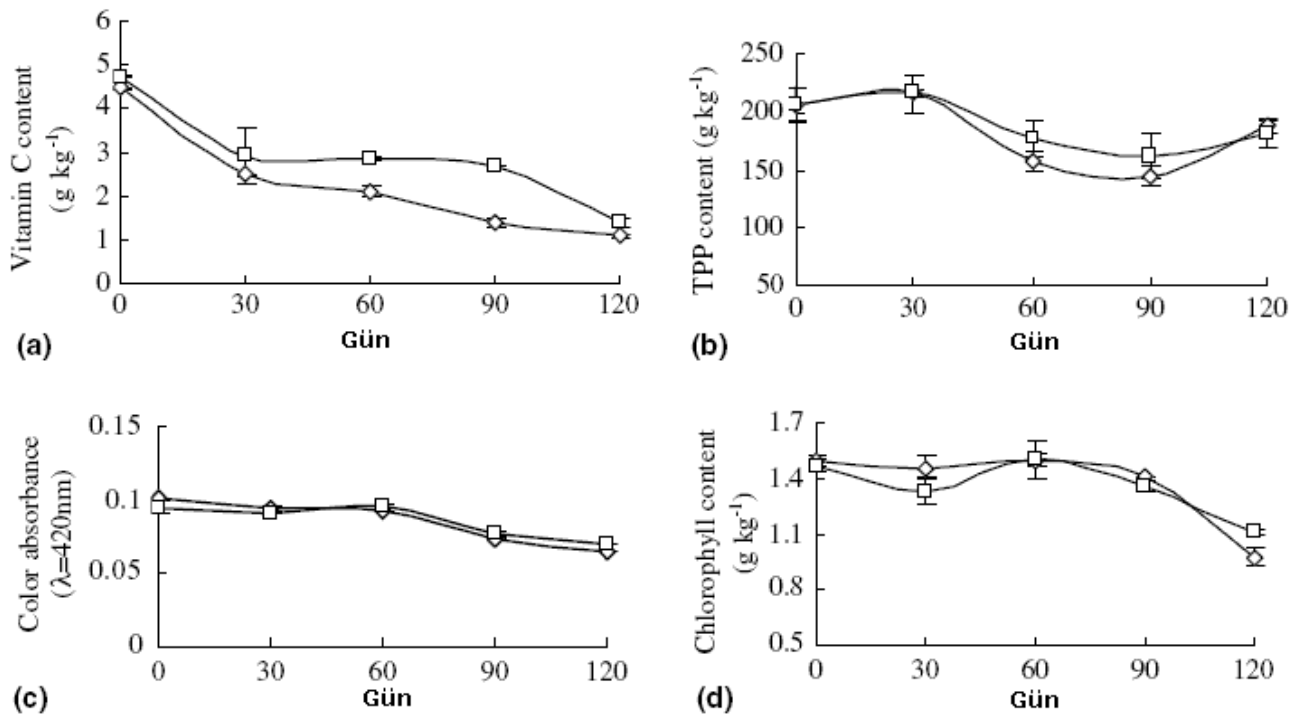 Vitamin C content
(g kg⁻¹)
6
5
4
3
2
1
0
0 30 60 90 120
Gün
(a)
TPP content (g kg⁻¹)
250
200
150
100
50
0 30 60 90 120
Gün
(b)
Color absorbance
(λ=420nm)
0.15
0.1
0.05
0
0 30 60 90 120
Gün
(c)
Chlorophyll content
(g kg⁻¹)
1.7
1.4
1.1
0.8
0.5
0 30 60 90 120
Gün
(d)